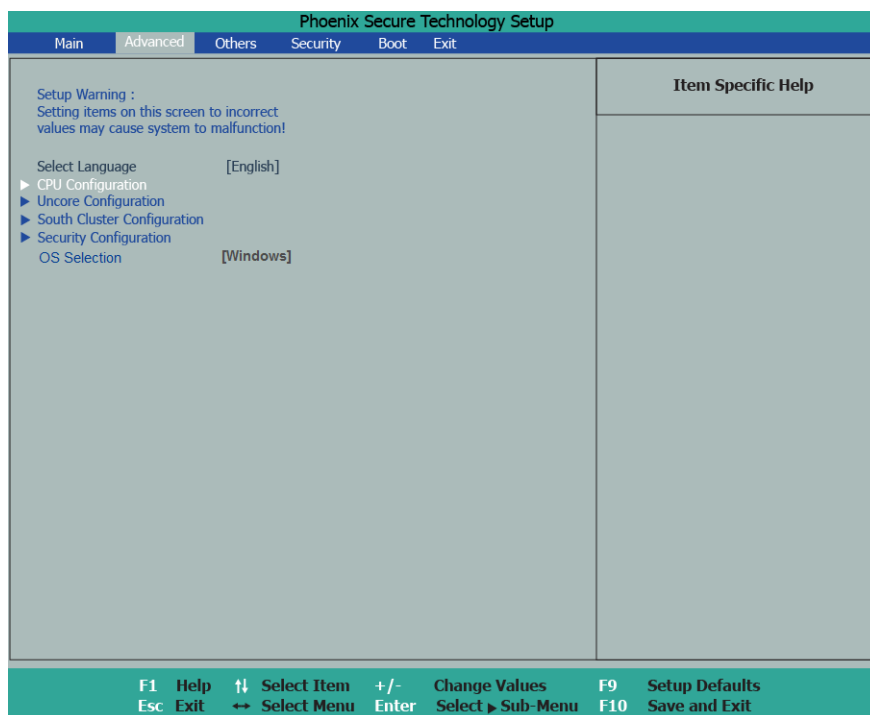 Phoenix Secure Technology Setup
Main Advanced Others Security Boot Exit
Setup Warning :
Setting items on this screen to incorrect
values may cause system to malfunction!
Select Language [English]
CPU Configuration
Uncore Configuration
South Cluster Configuration
Security Configuration
OS Selection [Windows]
Item Specific Help
F1 Help ↑↓ Select Item +/- Change Values F9 Setup Defaults
Esc Exit ↔ Select Menu Enter Select ▶ Sub-Menu F10 Save and Exit